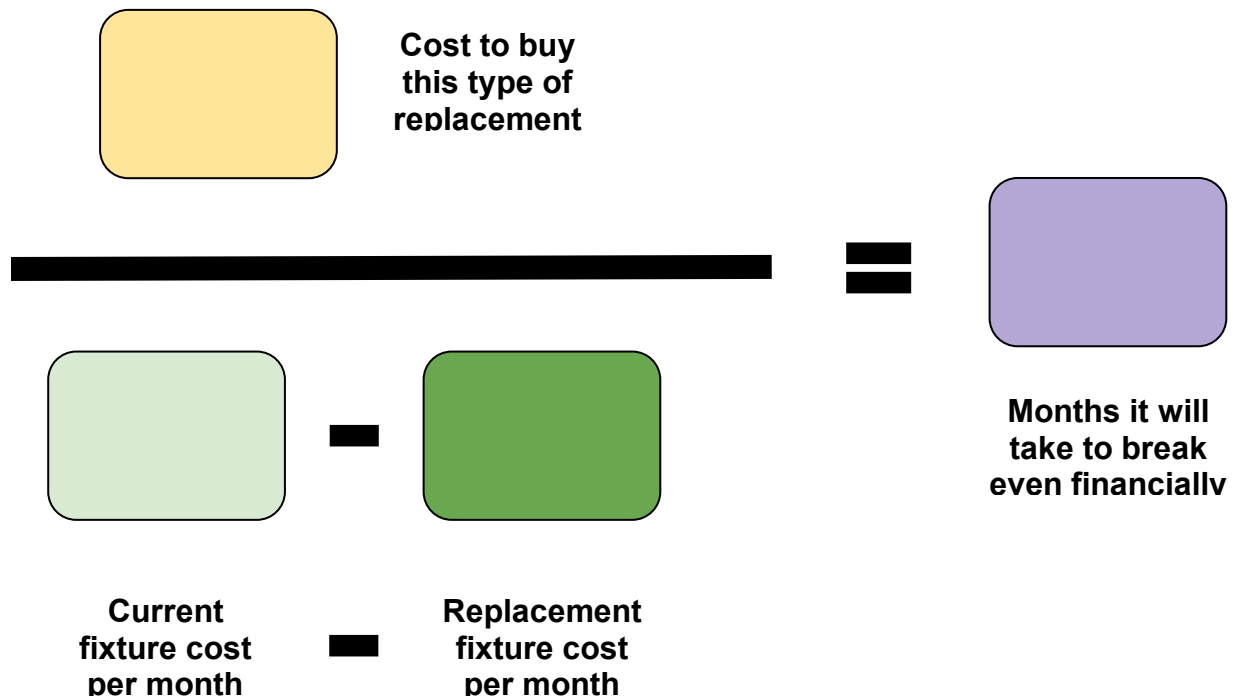 Cost to buy
this type of
replacement
Months it will
take to break
even financially
Current
fixture cost
per month
Replacement
fixture cost
per month